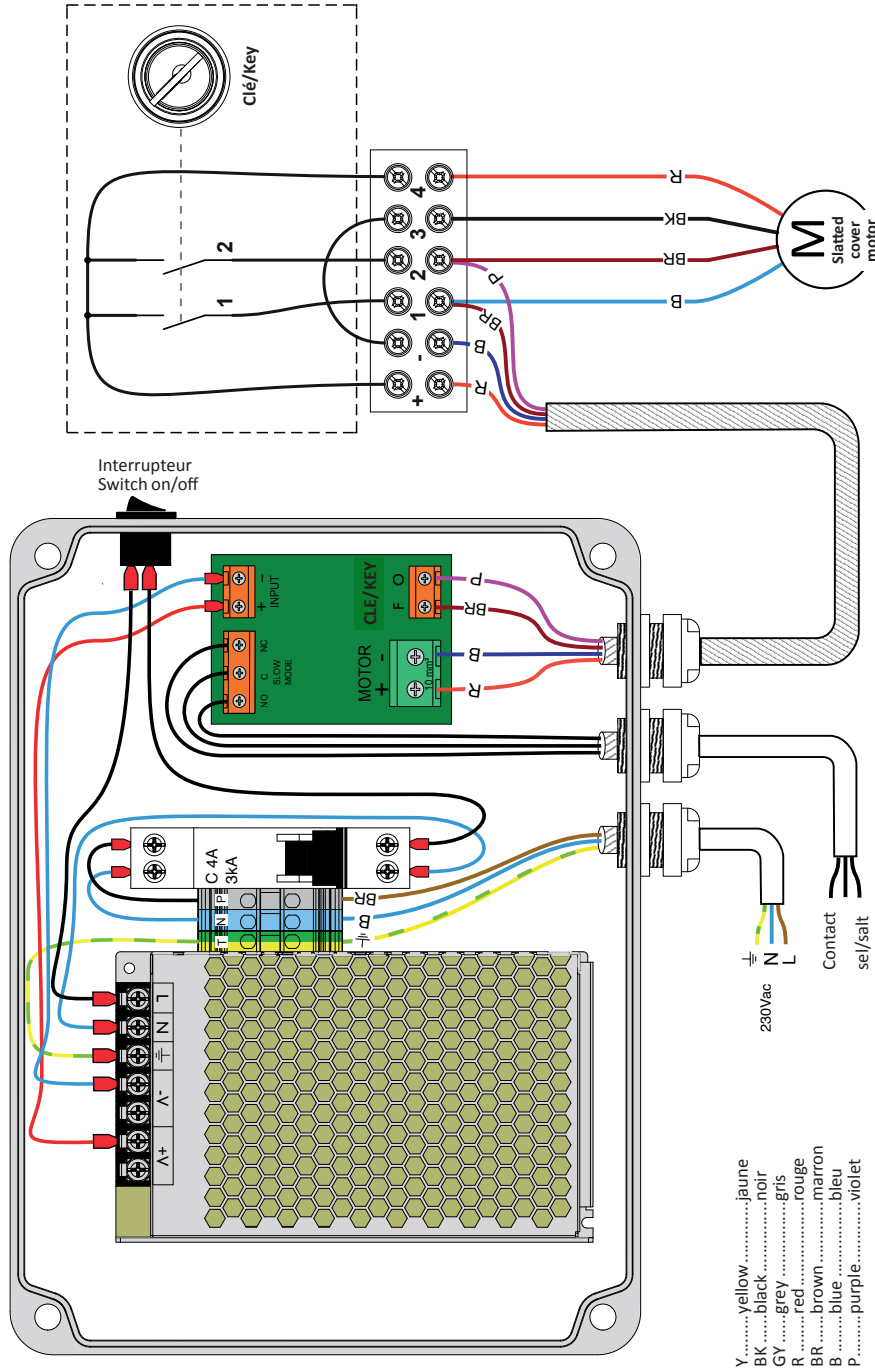 Clé/Key
1
2
+
-
1
2
3
4
R
B
BR
P
B
BR
BK
R
M
Slatted
cover
motor
Interrupteur
Switch on/off
+ -
INPUT
NO C NC
SLOW
MODE
CLE/KEY
F O
MOTOR
+ -
10 mm²
R
B
BR
P
C 4A
3kA
T N P
B
BR
+V -V N L
230Vac
N
L
Contact
sel/salt
Y.........yellow.............jaune
BK......black..............noir
GY......grey...............gris
R.........red.................rouge
BR......brown............marron
B.........blue................bleu
P.........purple............violet